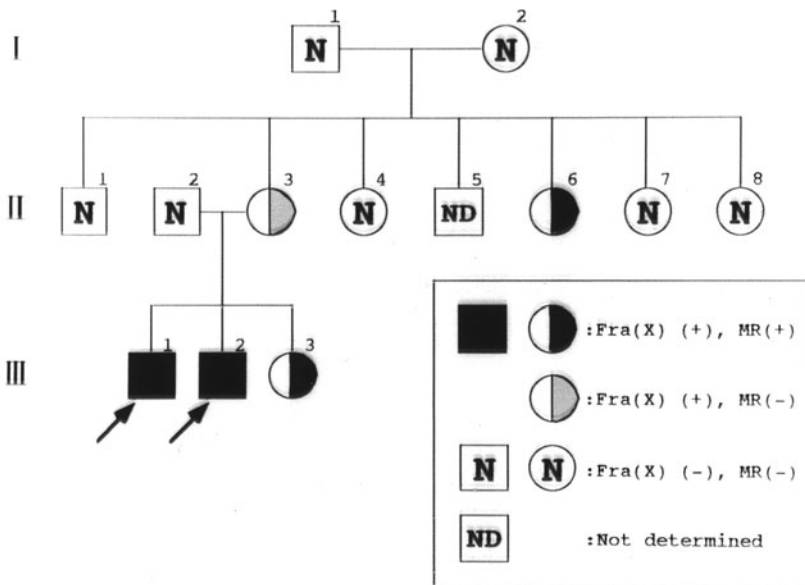 1 2
I N N
1 2 3 4 5 6 7 8
II N N N ND N N
1 2 3
III
:Fra(X) (+), MR(+)
:Fra(X) (+), MR(-)
N N :Fra(X) (-), MR(-)
ND :Not determined